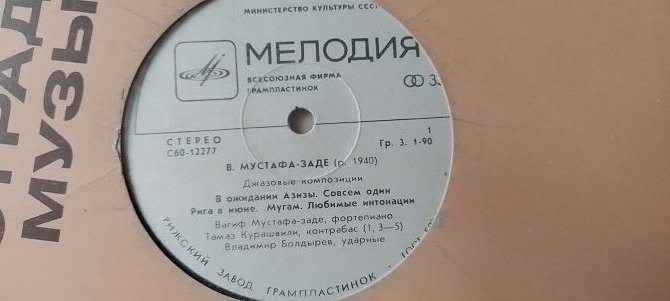 МИНИСТЕРСТВО КУЛЬТУРЫ СССР
МЕЛОДИЯ
ВСЕСОЮЗНАЯ ФИРМА
ГРАМПЛАСТИНОК
33
СТЕРЕО
С60-12277
1
Гр. 3. 1-90
В. МУСТАФА-ЗАДЕ (р. 1940)
Джазовые композиции
В ожидании Азизы. Совсем один
Рига в июне. Мугам. Любимые интонации
Вагиф Мустафа-заде, фортепиано
Тамаз Курашвили, контрабас (1, 3—5)
Владимир Болдырев, ударные
РИЖСКИЙ ЗАВОД ГРАМПЛАСТИНОК ·
МУЗЫ